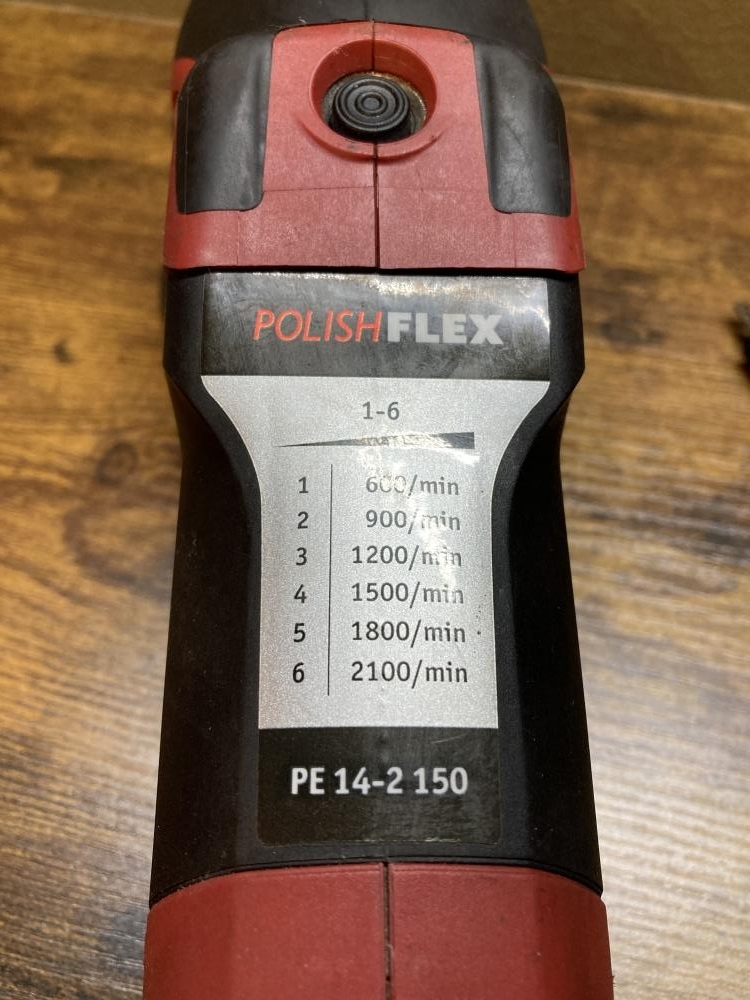 POLISHFLEX
1-6
1 600/min
2 900/min
3 1200/min
4 1500/min
5 1800/min
6 2100/min
PE 14-2 150